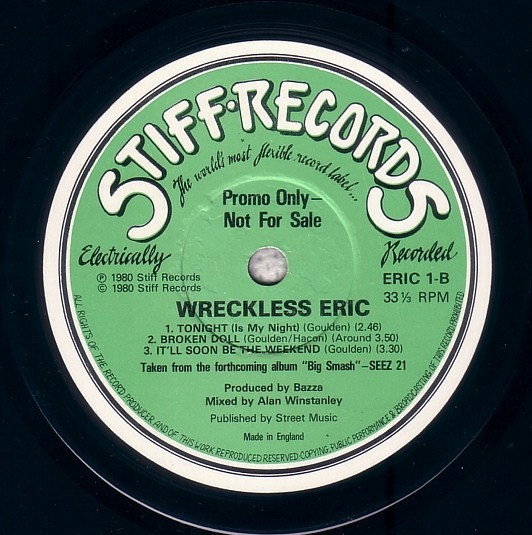 STIFF·RECORDS
The world's most flexible record label...
Promo Only—
Not For Sale
Electrically
Recorded
℗ 1980 Stiff Records
© 1980 Stiff Records
ERIC 1-B
33⅓ RPM
WRECKLESS ERIC
1. TONIGHT (Is My Night) (Goulden) (2.46)
2. BROKEN DOLL (Goulden/Hacon) (Around 3.50)
3. IT'LL SOON BE THE WEEKEND (Goulden) (3.30)
Taken from the forthcoming album "Big Smash"—SEEZ 21
Produced by Bazza
Mixed by Alan Winstanley
Published by Street Music
Made in England
ALL RIGHTS OF THE RECORD PRODUCER AND OF THIS WORK REPRODUCED RESERVED COPYING, PUBLIC PERFORMANCE & BROADCASTING OF THIS RECORD PROHIBITED